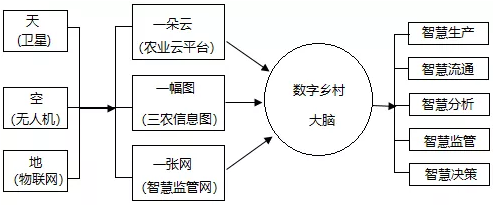 天
(卫星)
空
(无人机)
地
(物联网)
一朵云
(农业云平台)
一幅图
(三农信息图)
一张网
(智慧监管网)
数字乡村
大脑
智慧生产
智慧流通
智慧分析
智慧监管
智慧决策